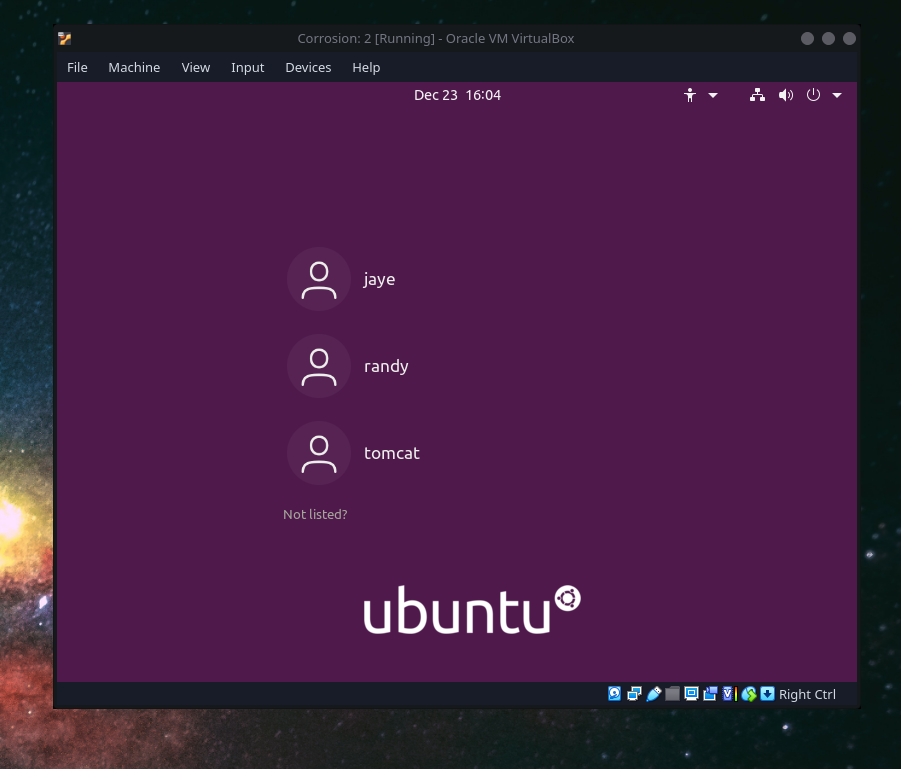 Corrosion: 2 [Running] - Oracle VM VirtualBox
File Machine View Input Devices Help
Dec 23 16:04
jaye
randy
tomcat
Not listed?
ubuntu
Right Ctrl